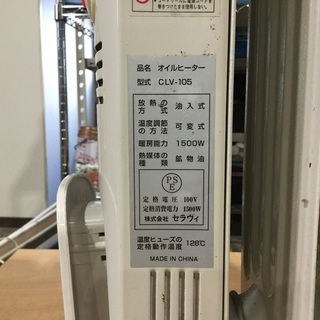 品名 オイルヒーター
型式 CLV-105
放熱の方式 油入式
温度調節の方法 可変式
暖房能力 1500W
熱媒体の種類 鉱物油
PSE
定格電圧 100V
定格消費電力 1500W
株式会社 セラヴィ
温度ヒューズの定格動作温度 128℃
MADE IN CHINA